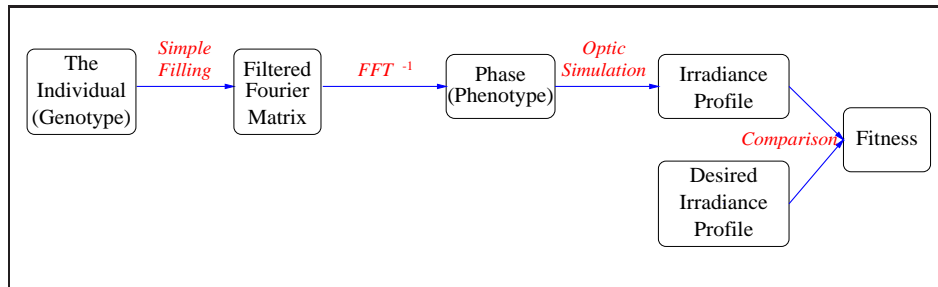 The
Individual
(Genotype)
Simple
Filling
Filtered
Fourier
Matrix
FFT -1
Phase
(Phenotype)
Optic
Simulation
Irradiance
Profile
Comparison
Desired
Irradiance
Profile
Fitness